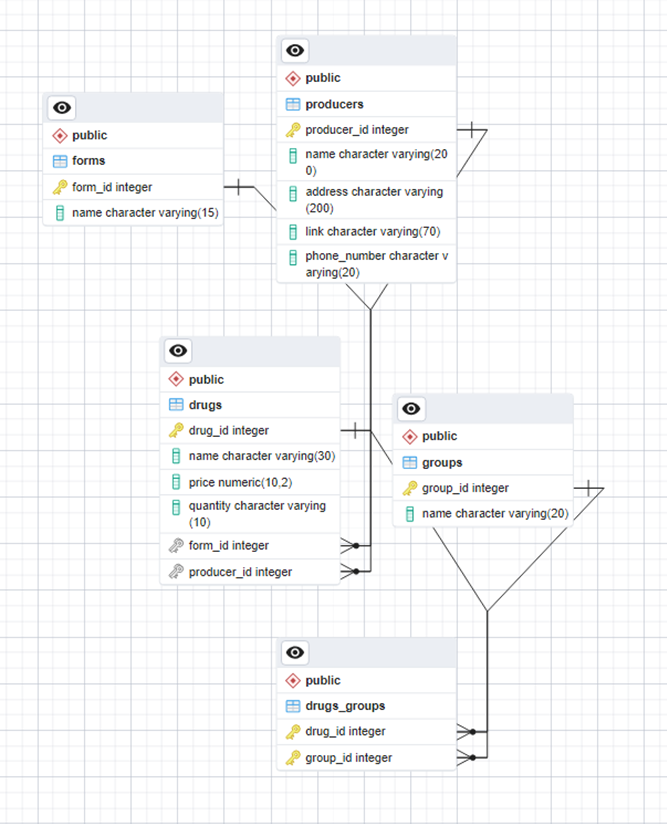 public
producers
producer_id integer
name character varying(20
0)
address character varying
(200)
link character varying(70)
phone_number character v
arying(20)
public
forms
form_id integer
name character varying(15)
public
drugs
drug_id integer
name character varying(30)
price numeric(10,2)
quantity character varying
(10)
form_id integer
producer_id integer
public
groups
group_id integer
name character varying(20)
public
drugs_groups
drug_id integer
group_id integer